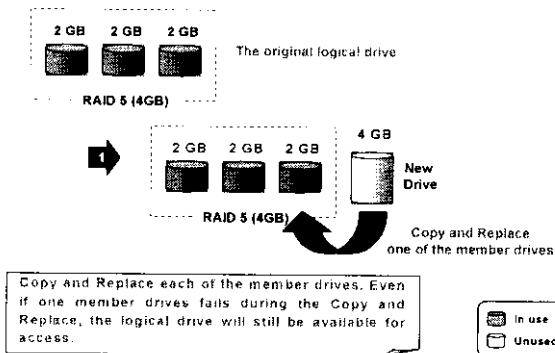 2 GB 2 GB 2 GB
The original logical drive
RAID 5 (4GB)
1
2 GB 2 GB 2 GB
4 GB
New
Drive
RAID 5 (4GB)
Copy and Replace
one of the member drives
Copy and Replace each of the member drives. Even
if one member drives fails during the Copy and
Replace, the logical drive will still be available for
access.
In use
Unused